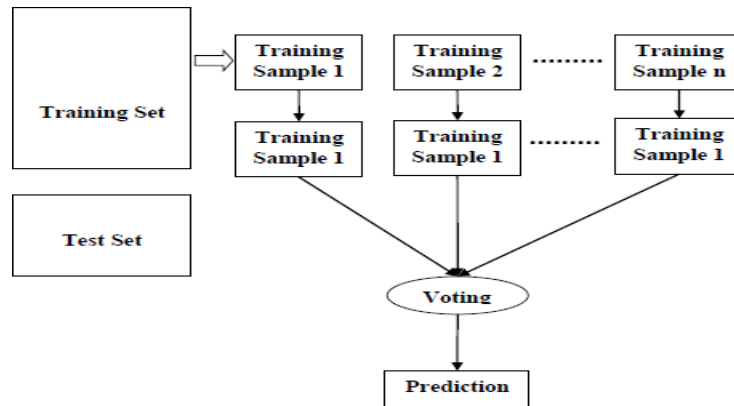 Training Set
Training
Sample 1
Training
Sample 2
Training
Sample n
Training
Sample 1
Training
Sample 1
Training
Sample 1
Test Set
Voting
Prediction